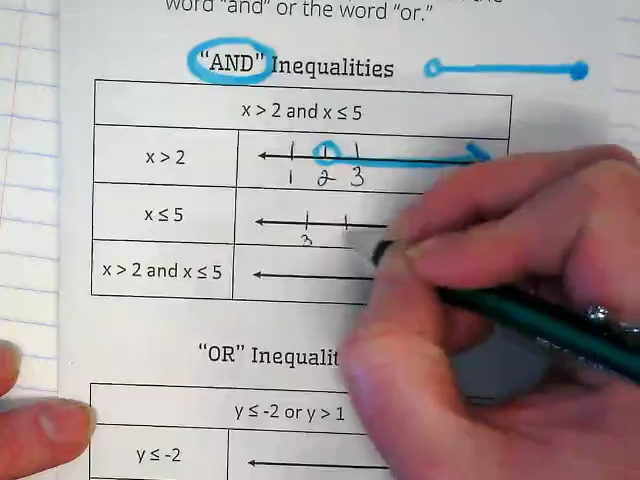 word "and" or the word "or."
"AND" Inequalities
x > 2 and x ≤ 5
x > 2
1 2 3
x ≤ 5
3
x > 2 and x ≤ 5
"OR" Inequalit
y ≤ -2 or y > 1
y ≤ -2